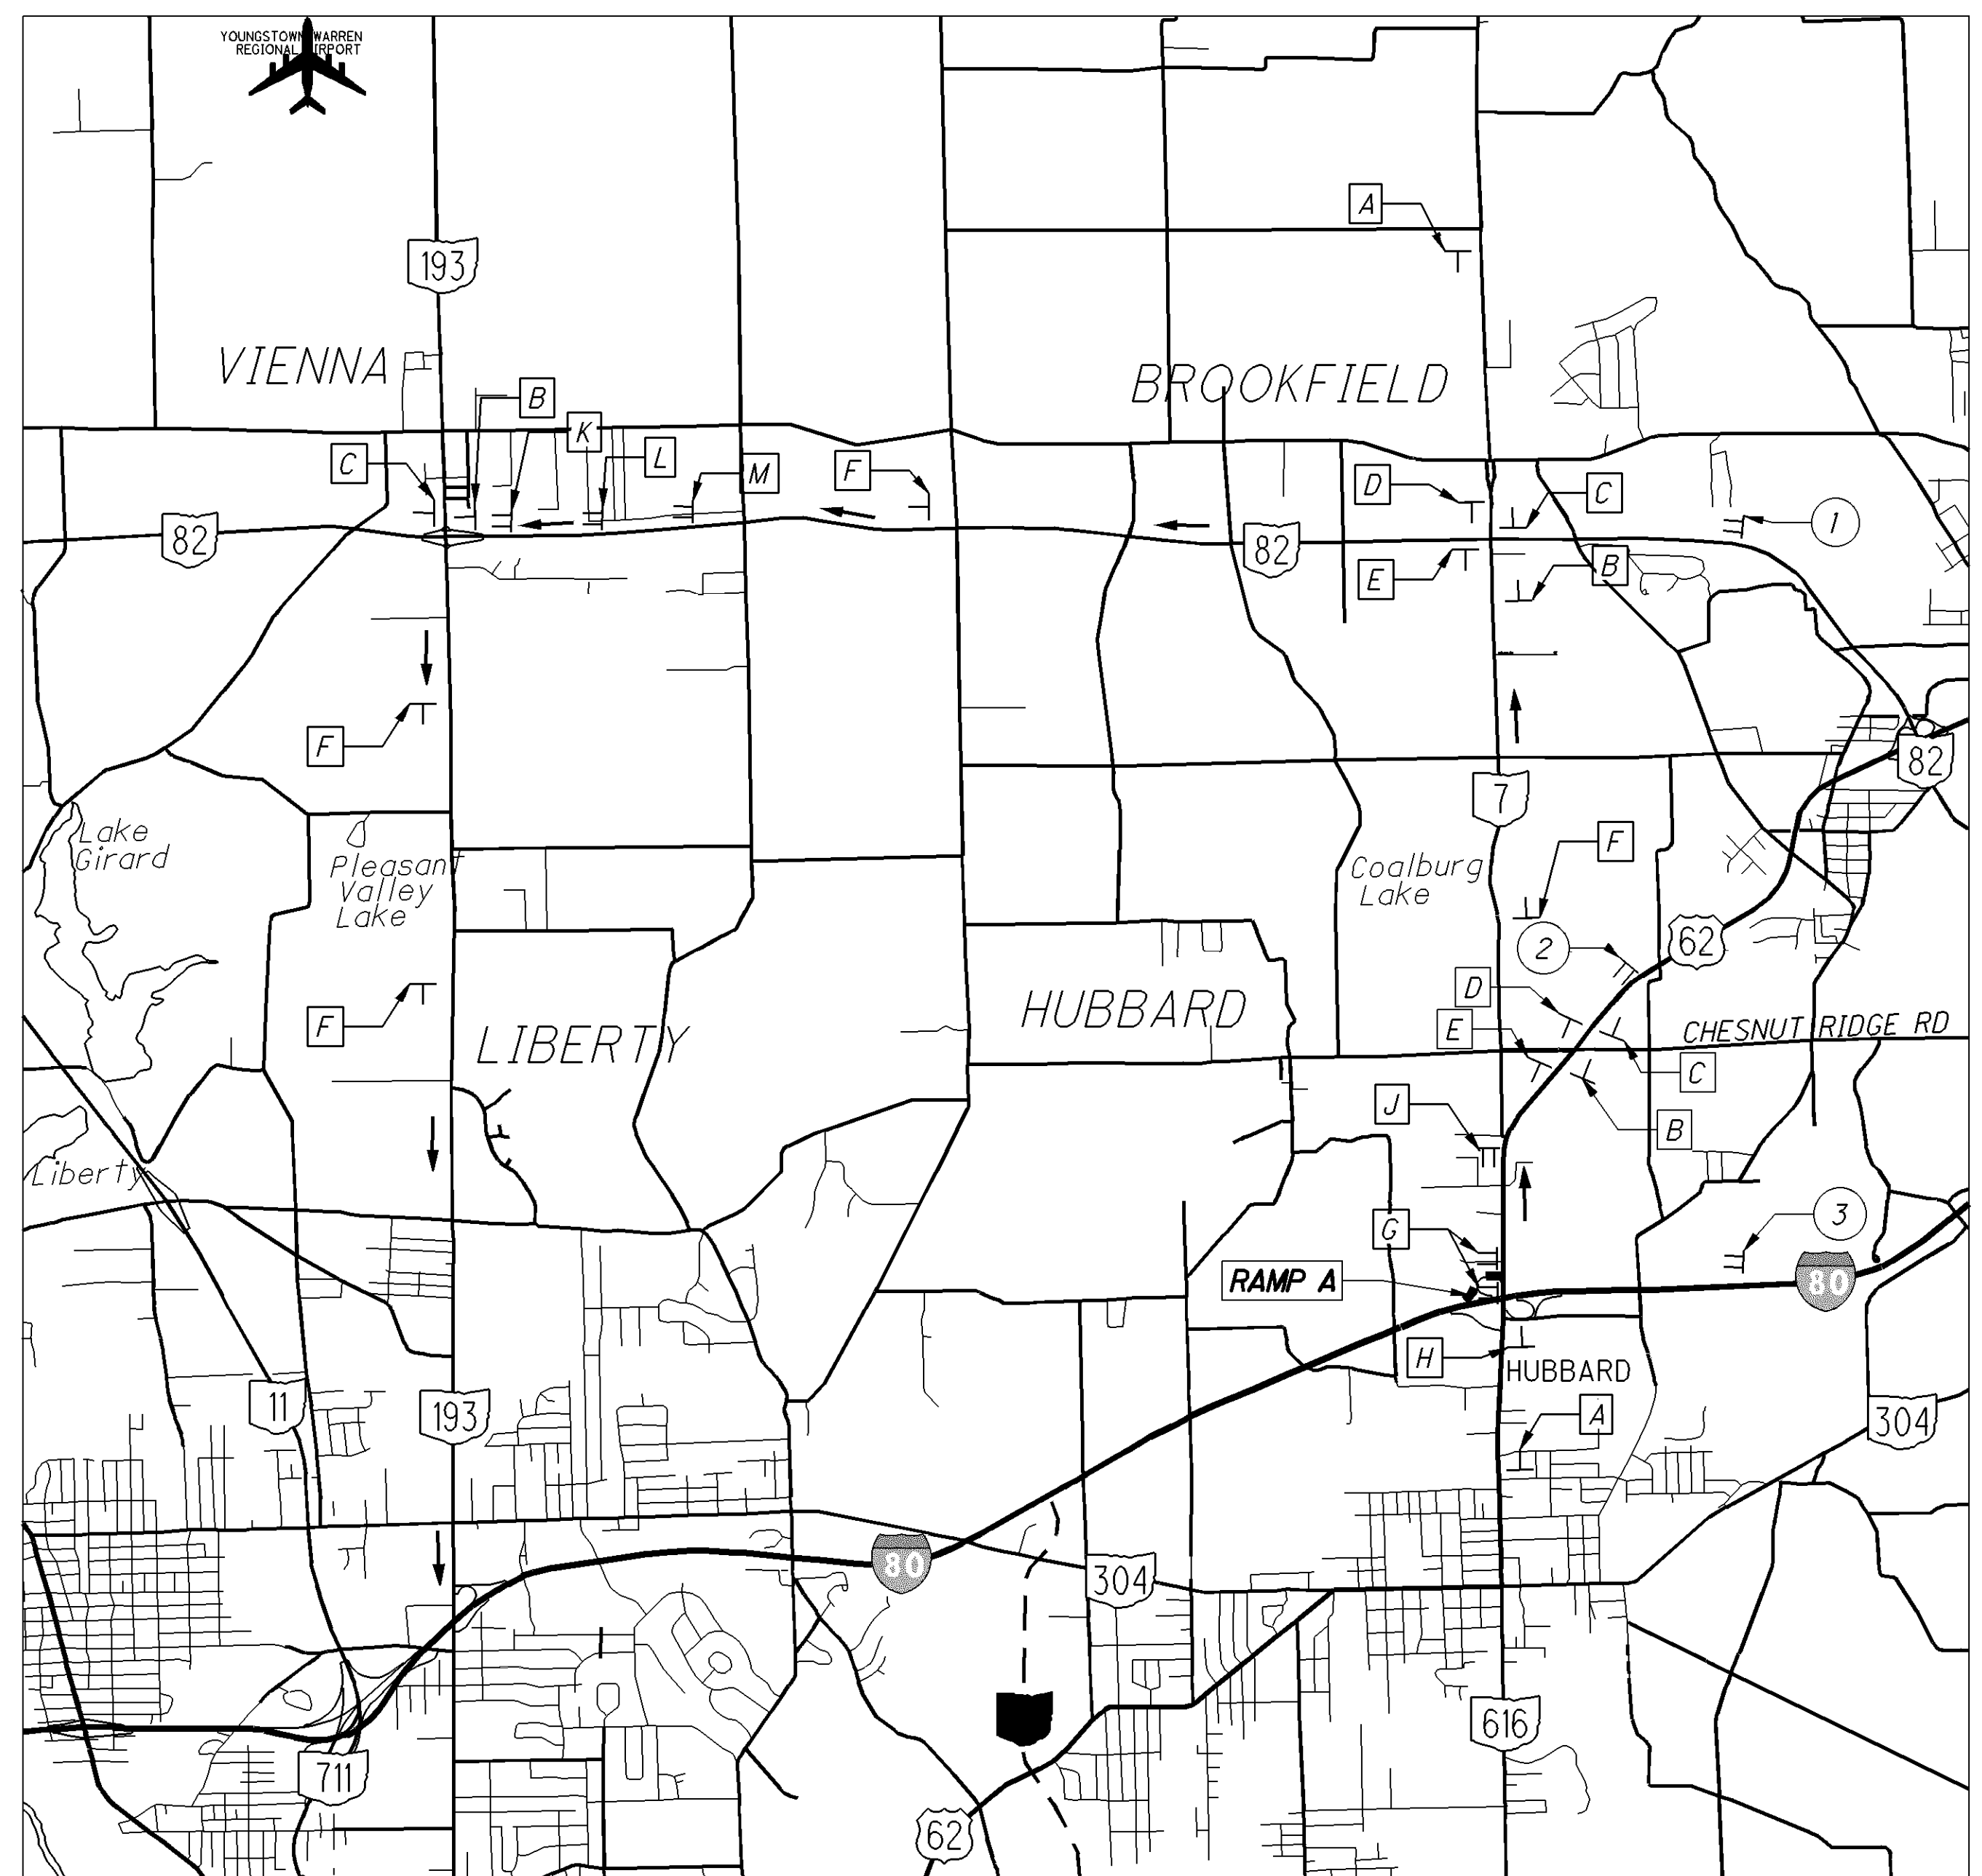 YOUNGSTOWN WARREN
REGIONAL AIRPORT
A
193
VIENNA
BROOKFIELD
B
K
C
L
M
F
D
C
1
82
82
E
B
F
82
7
Lake
Girard
Pleasant
Valley
Lake
F
Coalburg
Lake
2
62
F
D
HUBBARD
LIBERTY
E
CHESNUT RIDGE RD
C
J
B
Liberty
3
G
RAMP A
80
H
HUBBARD
11
193
A
304
80
304
616
711
62